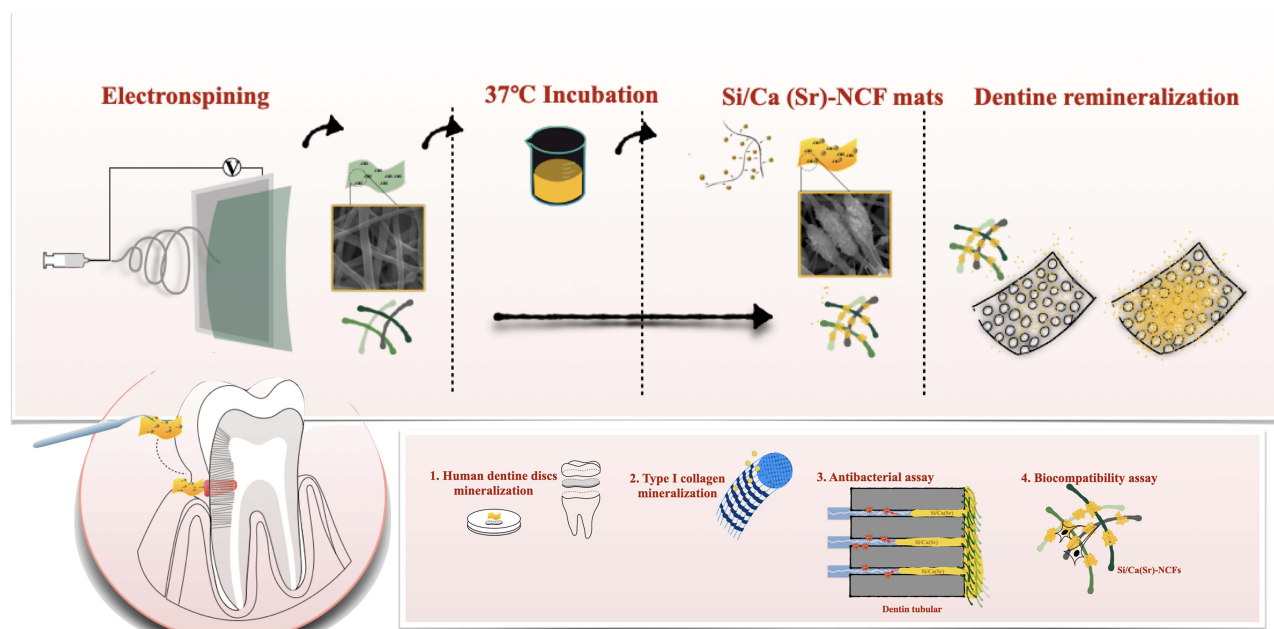 Electronspining
37℃ Incubation
Si/Ca (Sr)-NCF mats
Dentine remineralization
V
1. Human dentine discs
mineralization
2. Type I collagen
mineralization
3. Antibacterial assay
Si/Ca(Sr)
Si/Ca(Sr)
Si/Ca(Sr)
Dentin tubular
4. Biocompatibility assay
Si/Ca(Sr)-NCFs